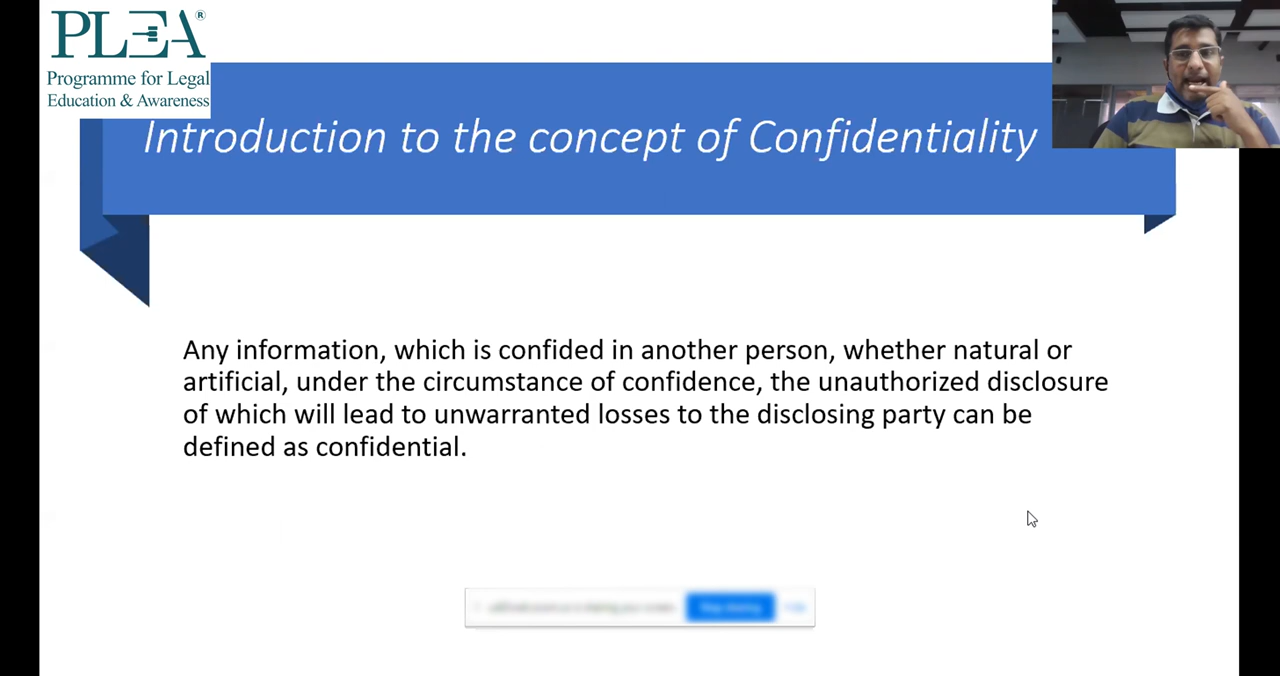 PLEA®
Programme for Legal
Education & Awareness
Introduction to the concept of Confidentiality
Any information, which is confided in another person, whether natural or
artificial, under the circumstance of confidence, the unauthorized disclosure
of which will lead to unwarranted losses to the disclosing party can be
defined as confidential.